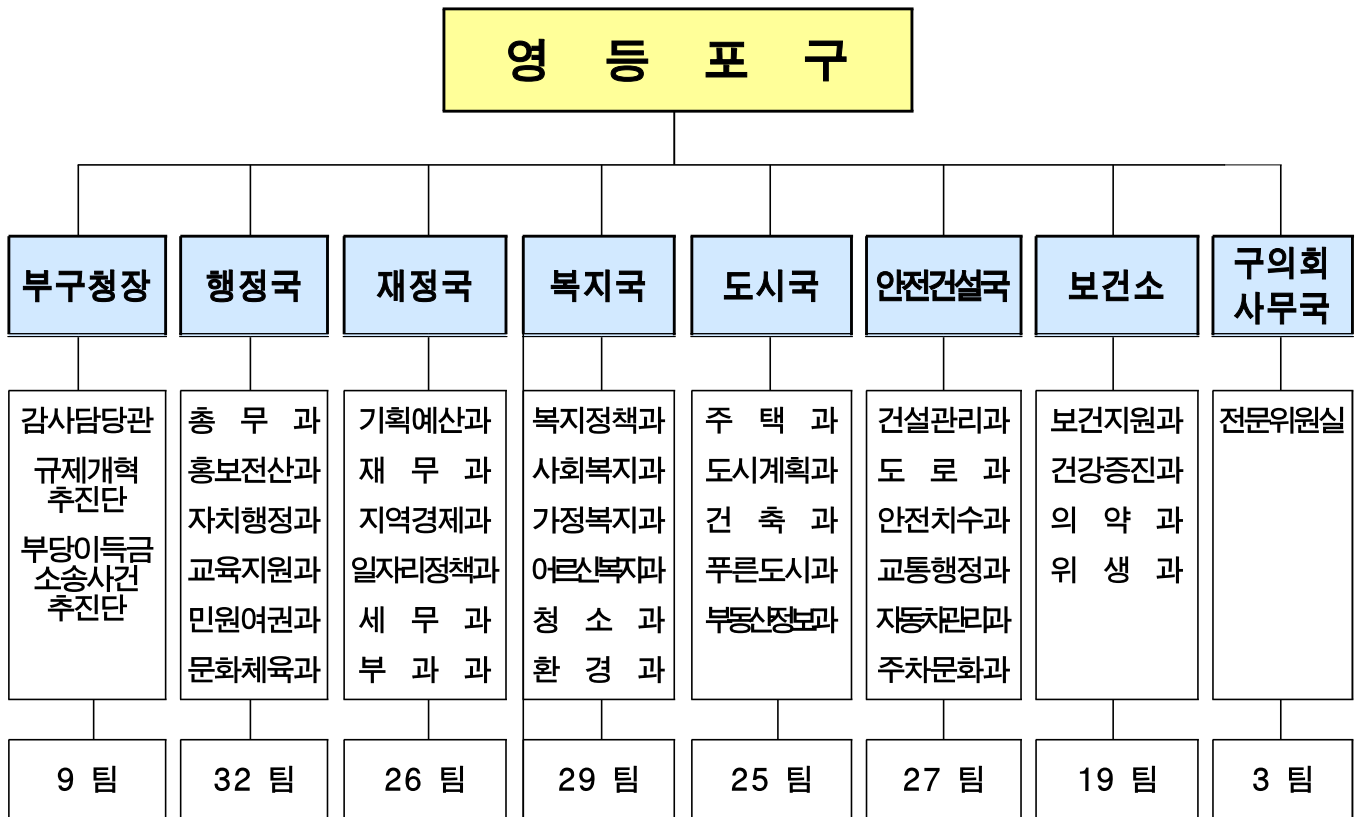 영 등 포 구
부구청장
행정국
재정국
복지국
도시국
안전건설국
보건소
구의회
사무국
감사담당관
규제개혁
추진단
부당이득금
소송사건
추진단
총 무 과
홍보전산과
자치행정과
교육지원과
민원여권과
문화체육과
기획예산과
재 무 과
지역경제과
일자리정책과
세 무 과
부 과 과
복지정책과
사회복지과
가정복지과
어르신복지과
청 소 과
환 경 과
주 택 과
도시계획과
건 축 과
푸른도시과
부동산정보과
건설관리과
도 로 과
안전치수과
교통행정과
자동차관리과
주차문화과
보건지원과
건강증진과
의 약 과
위 생 과
전문위원실
9 팀
32 팀
26 팀
29 팀
25 팀
27 팀
19 팀
3 팀